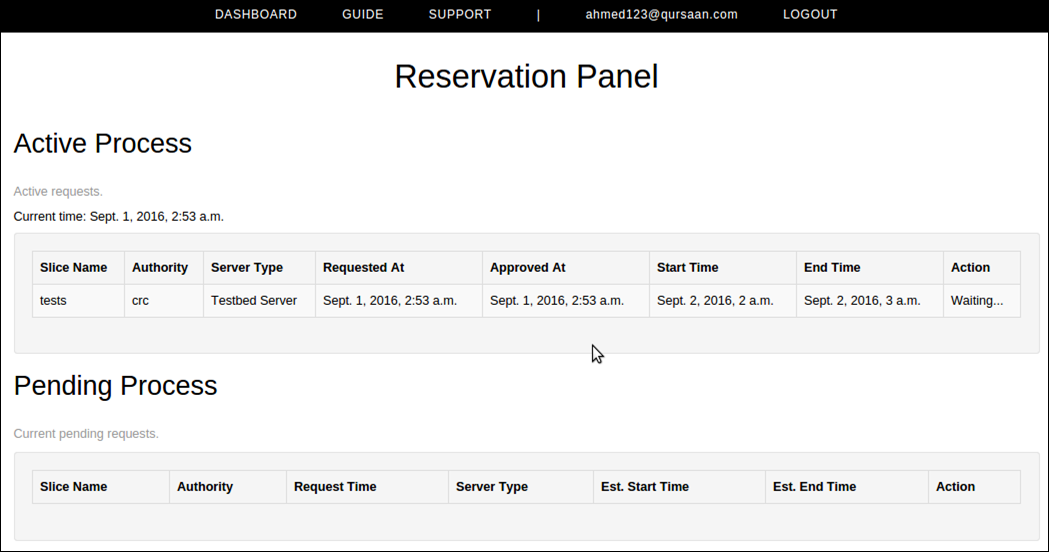 DASHBOARD GUIDE SUPPORT | ahmed123@qursaan.com LOGOUT
Reservation Panel
Active Process
Active requests.
Current time: Sept. 1, 2016, 2:53 a.m.
Slice Name Authority Server Type Requested At Approved At Start Time End Time Action
tests crc Testbed Server Sept. 1, 2016, 2:53 a.m. Sept. 1, 2016, 2:53 a.m. Sept. 2, 2016, 2 a.m. Sept. 2, 2016, 3 a.m. Waiting...
Pending Process
Current pending requests.
Slice Name Authority Request Time Server Type Est. Start Time Est. End Time Action